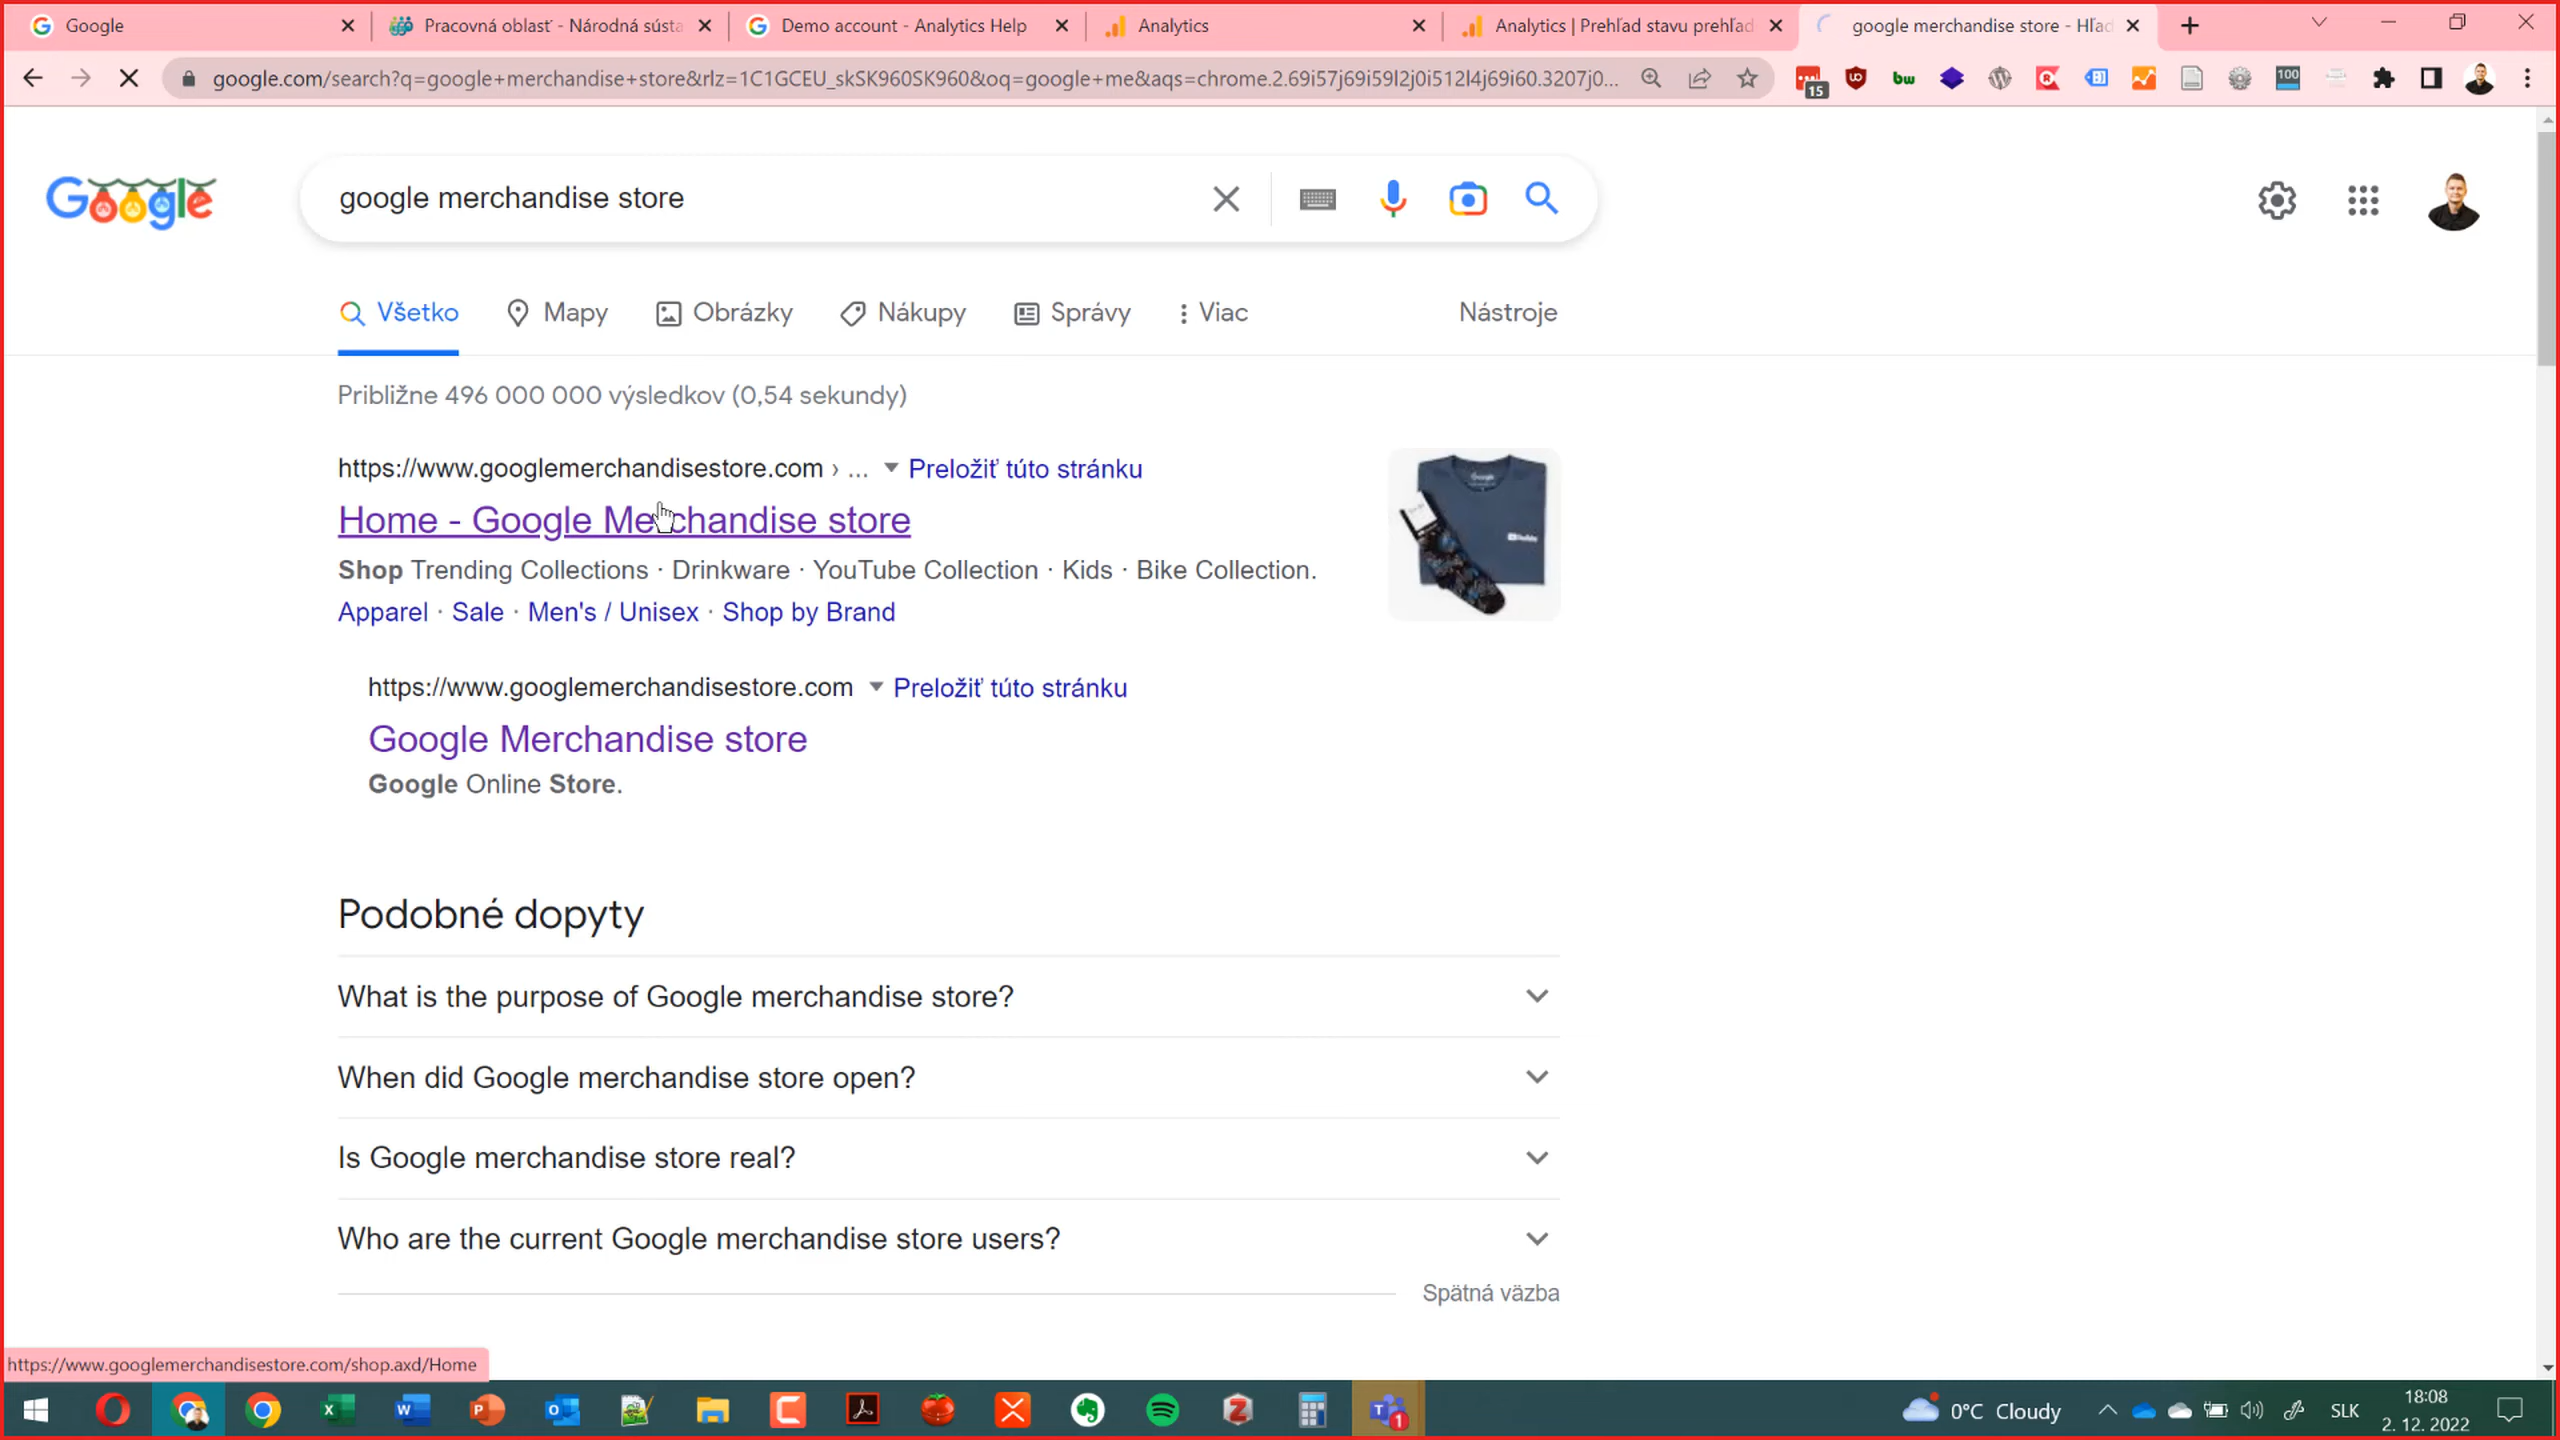 Google
Pracovná oblasť - Národná sústa
Demo account - Analytics Help
Analytics
Analytics | Prehľad stavu prehľad
google merchandise store - Hľad
google.com/search?q=google+merchandise+store&rlz=1C1GCEU_skSK960SK960&oq=google+me&aqs=chrome.2.69i57j69i59l2j0i512l4j69i60.3207j0...
15
bw
100
Google
google merchandise store
Všetko
Mapy
Obrázky
Nákupy
Správy
Viac
Nástroje
Približne 496 000 000 výsledkov (0,54 sekundy)
https://www.googlemerchandisestore.com › ...
Preložiť túto stránku
Home - Google Merchandise store
Shop Trending Collections · Drinkware · YouTube Collection · Kids · Bike Collection.
Apparel · Sale · Men's / Unisex · Shop by Brand
https://www.googlemerchandisestore.com
Preložiť túto stránku
Google Merchandise store
Google Online Store.
Podobné dopyty
What is the purpose of Google merchandise store?
When did Google merchandise store open?
Is Google merchandise store real?
Who are the current Google merchandise store users?
Spätná väzba
https://www.googlemerchandisestore.com/shop.axd/Home
0°C Cloudy
SLK
18:08
2. 12. 2022